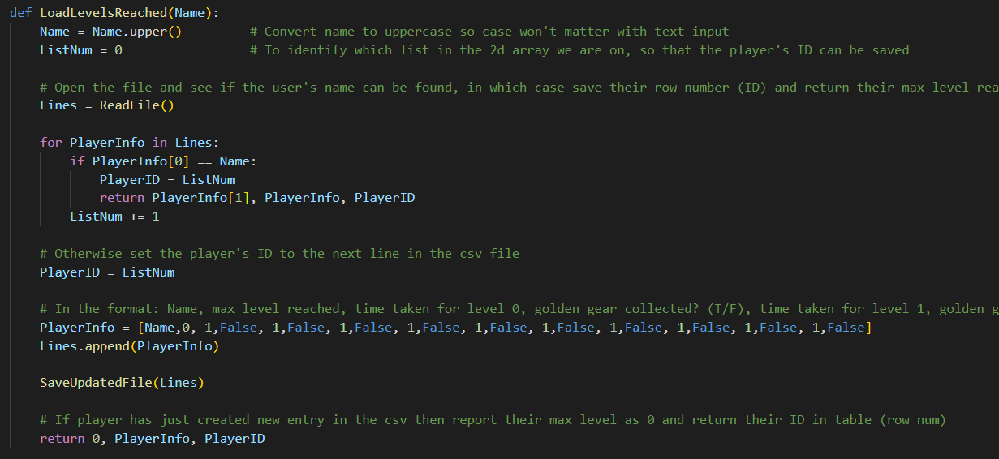 def LoadLevelsReached(Name):
    Name = Name.upper()         # Convert name to uppercase so case won't matter with text input
    ListNum = 0                 # To identify which list in the 2d array we are on, so that the player's ID can be saved
    # Open the file and see if the user's name can be found, in which case save their row number (ID) and return their max level rea
    Lines = ReadFile()
    for PlayerInfo in Lines:
        if PlayerInfo[0] == Name:
            PlayerID = ListNum
            return PlayerInfo[1], PlayerInfo, PlayerID
        ListNum += 1
    # Otherwise set the player's ID to the next line in the csv file
    PlayerID = ListNum
    # In the format: Name, max level reached, time taken for level 0, golden gear collected? (T/F), time taken for level 1, golden g
    PlayerInfo = [Name,0,-1,False,-1,False,-1,False,-1,False,-1,False,-1,False,-1,False,-1,False,-1,False,-1,False]
    Lines.append(PlayerInfo)
    SaveUpdatedFile(Lines)
    # If player has just created new entry in the csv then report their max level as 0 and return their ID in table (row num)
    return 0, PlayerInfo, PlayerID